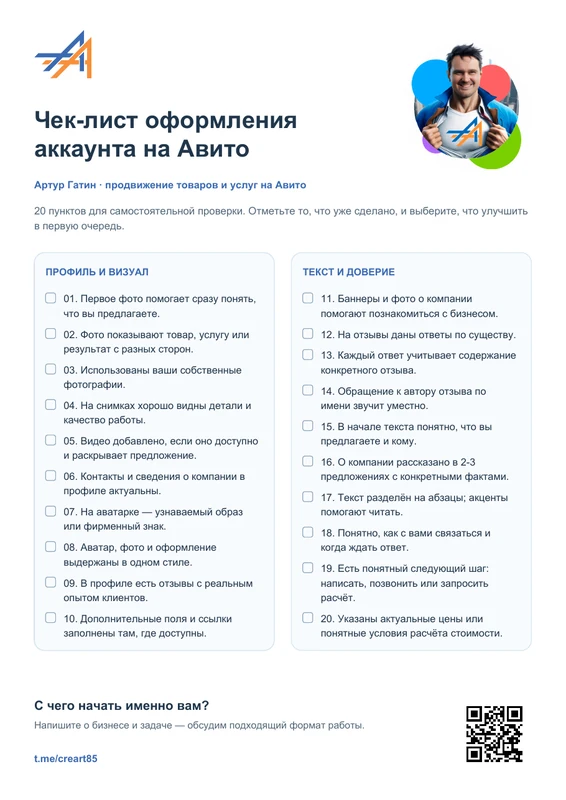 Чек-лист оформления
аккаунта на Авито
Артур Гатин · продвижение товаров и услуг на Авито
20 пунктов для самостоятельной проверки. Отметьте то, что уже сделано, и выберите, что улучшить
в первую очередь.
ПРОФИЛЬ И ВИЗУАЛ
01. Первое фото помогает сразу понять,
что вы предлагаете.
02. Фото показывают товар, услугу или
результат с разных сторон.
03. Использованы ваши собственные
фотографии.
04. На снимках хорошо видны детали и
качество работы.
05. Видео добавлено, если оно доступно
и раскрывает предложение.
06. Контакты и сведения о компании в
профиле актуальны.
07. На аватарке — узнаваемый образ
или фирменный знак.
08. Аватар, фото и оформление
выдержаны в одном стиле.
09. В профиле есть отзывы с реальным
опытом клиентов.
10. Дополнительные поля и ссылки
заполнены там, где доступны.
ТЕКСТ И ДОВЕРИЕ
11. Баннеры и фото о компании
помогают познакомиться с бизнесом.
12. На отзывы даны ответы по существу.
13. Каждый ответ учитывает содержание
конкретного отзыва.
14. Обращение к автору отзыва по
имени звучит уместно.
15. В начале текста понятно, что вы
предлагаете и кому.
16. О компании рассказано в 2-3
предложениях с конкретными фактами.
17. Текст разделён на абзацы; акценты
помогают читать.
18. Понятно, как с вами связаться и
когда ждать ответ.
19. Есть понятный следующий шаг:
написать, позвонить или запросить
расчёт.
20. Указаны актуальные цены или
понятные условия расчёта стоимости.
С чего начать именно вам?
Напишите о бизнесе и задаче — обсудим подходящий формат работы.
t.me/creart85